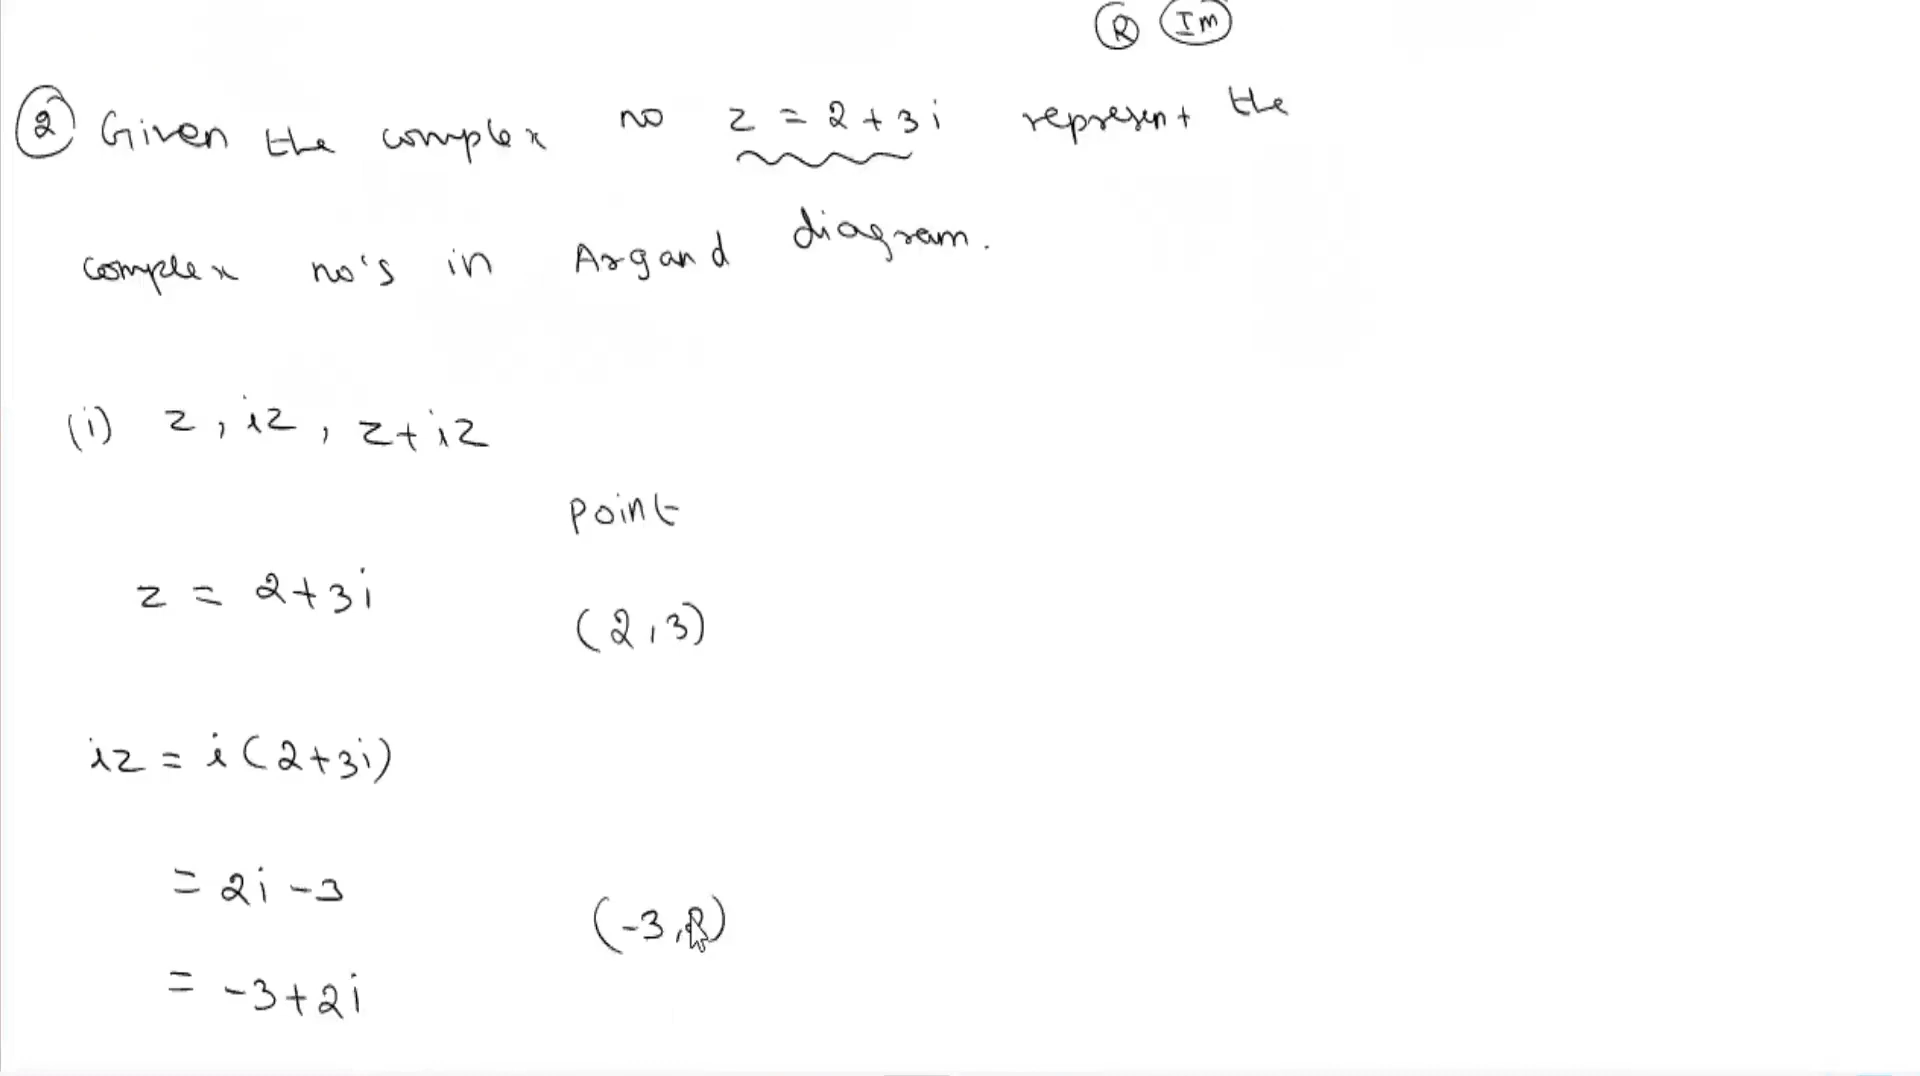 R Im
2 Given the complex no z = 2+3i represent the
complex no's in Argand diagram.
(i) z, iz, z+iz
Point
z = 2+3i
(2,3)
iz = i(2+3i)
= 2i-3
(-3,2)
= -3+2i